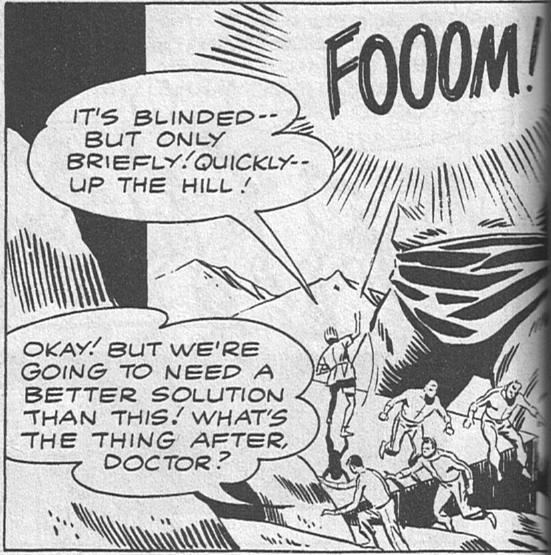 FOOOM!
IT'S BLINDED--
BUT ONLY
BRIEFLY! QUICKLY--
UP THE HILL!
OKAY! BUT WE'RE
GOING TO NEED A
BETTER SOLUTION
THAN THIS! WHAT'S
THE THING AFTER,
DOCTOR?